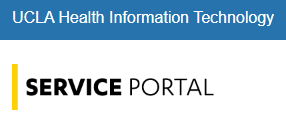 UCLA Health Information Technology
SERVICE PORTAL